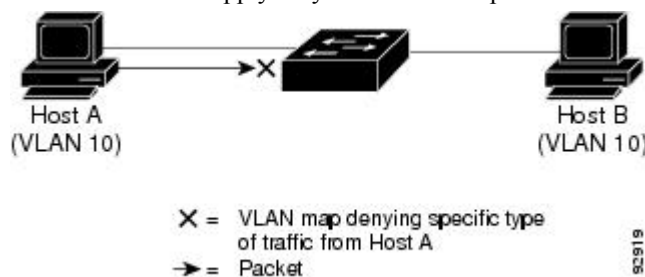 Host A
(VLAN 10)
Host B
(VLAN 10)
X = VLAN map denying specific type
of traffic from Host A
→ = Packet
92919